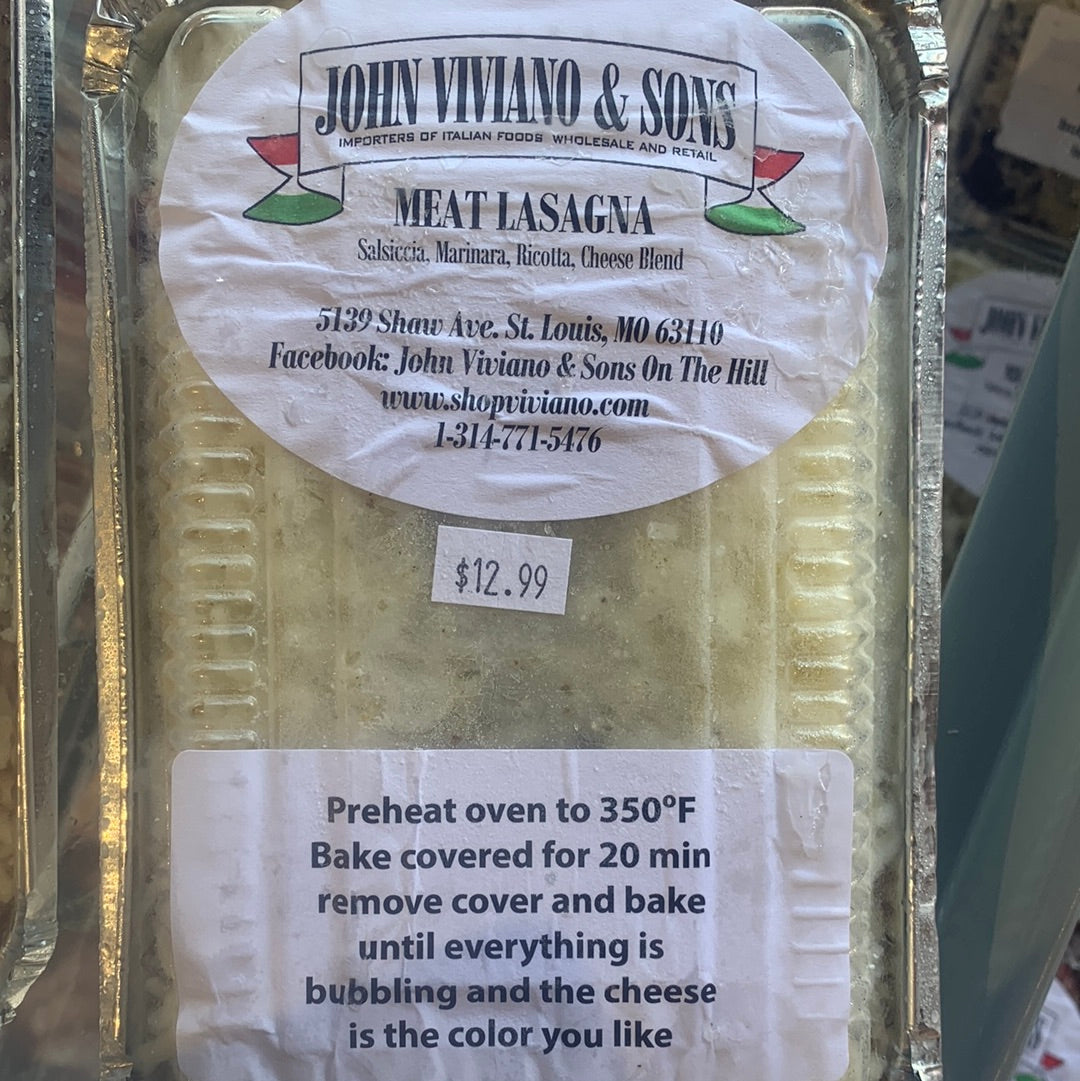 JOHN VIVIANO & SONS
IMPORTERS OF ITALIAN FOODS WHOLESALE AND RETAIL
MEAT LASAGNA
Salsiccia, Marinara, Ricotta, Cheese Blend
5139 Shaw Ave. St. Louis, MO 63110
Facebook: John Viviano & Sons On The Hill
www.shopviviano.com
1-314-771-5476
$12.99
Preheat oven to 350ºF
Bake covered for 20 min
remove cover and bake
until everything is
bubbling and the cheese
is the color you like
JOHN